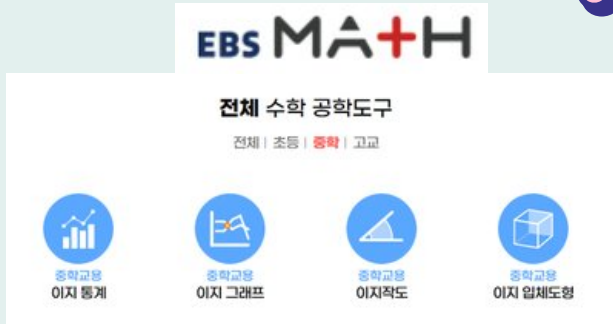 EBS MATH
전체 수학 공학도구
전체 | 초등 | 중학 | 고교
중학교용 중학교용 중학교용 중학교용
이지 통계 이지 그래프 이지작도 이지 입체도형